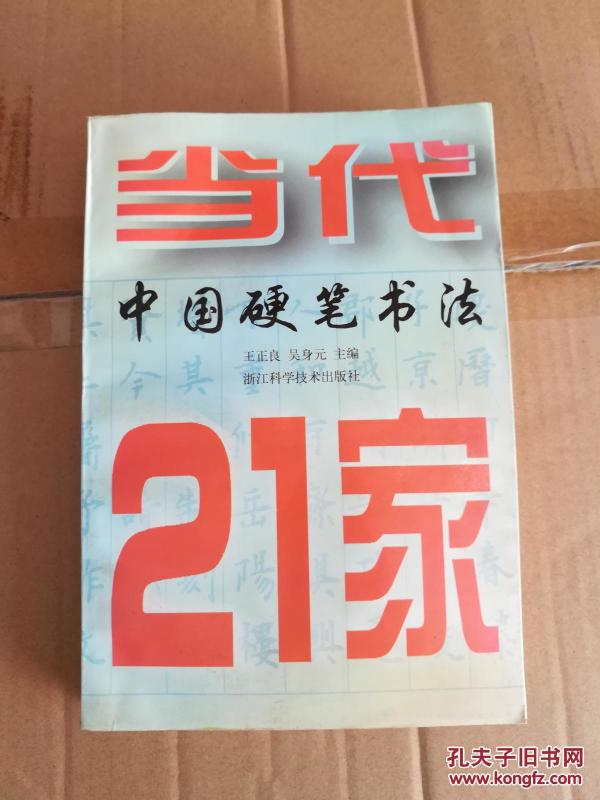 当代
中国硬笔书法
王正良 吴身元 主编
浙江科学技术出版社
21家
孔夫子旧书网
www.kongfz.com